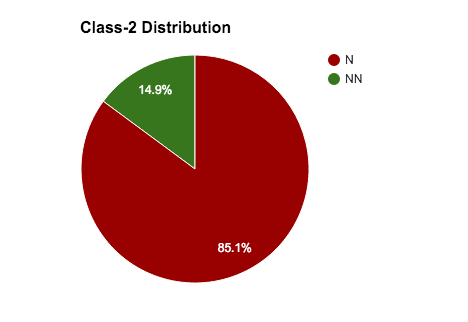 Class-2 Distribution
N
NN
14.9%
85.1%